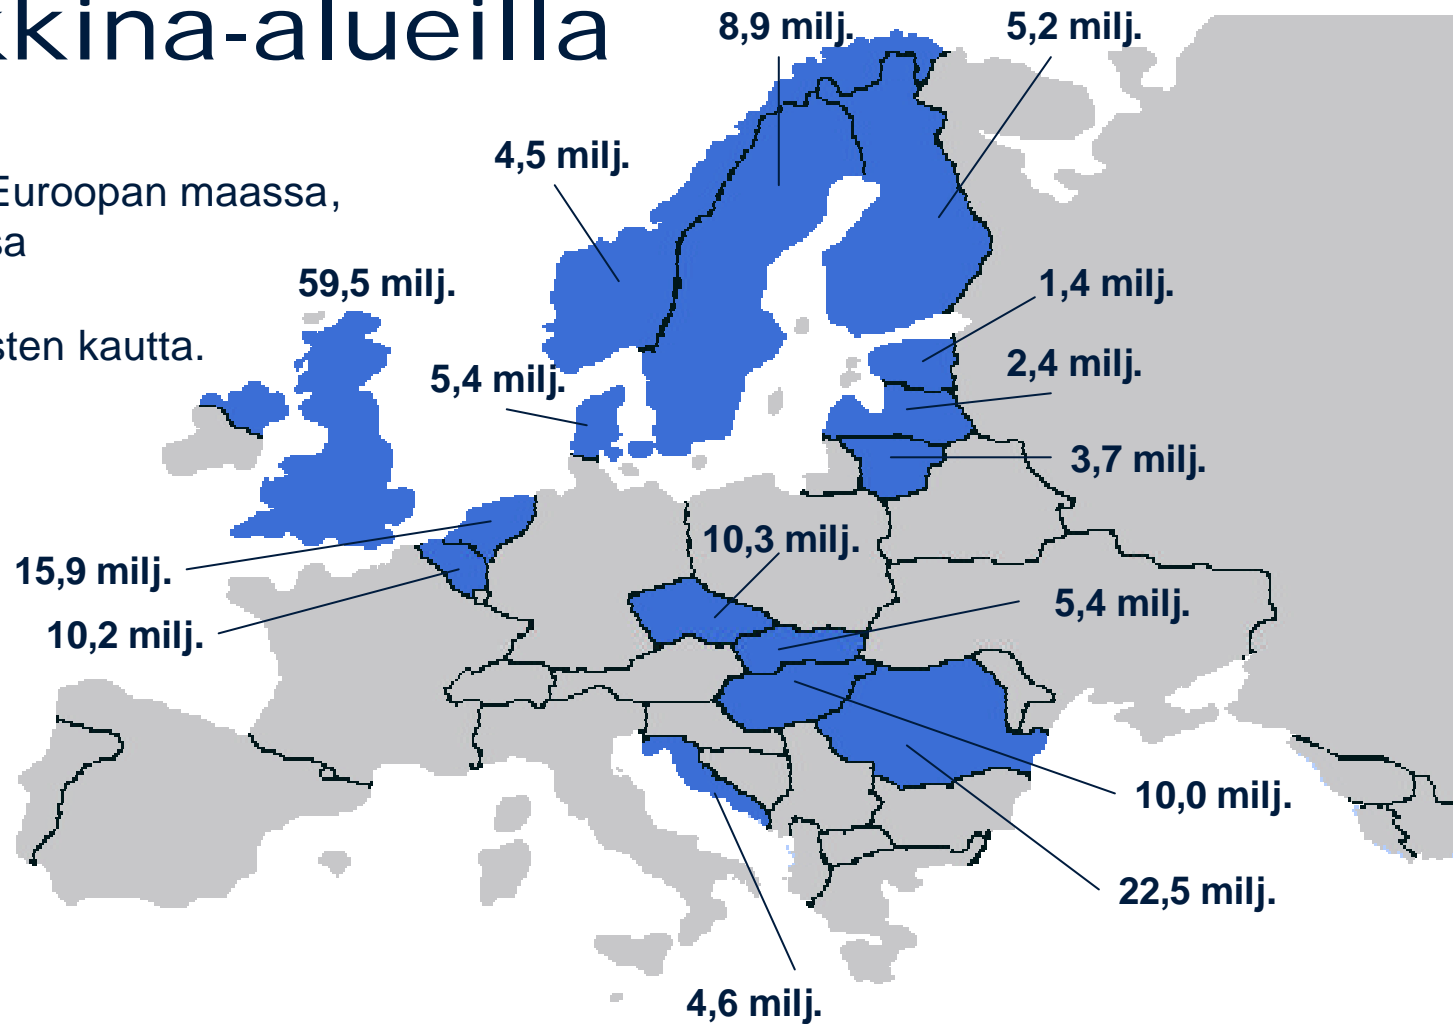 kkina-alueilla
8,9 milj.
5,2 milj.
4,5 milj.
Euroopan maassa,
sa
59,5 milj.
1,4 milj.
sten kautta.
2,4 milj.
5,4 milj.
3,7 milj.
10,3 milj.
15,9 milj.
5,4 milj.
10,2 milj.
10,0 milj.
22,5 milj.
4,6 milj.